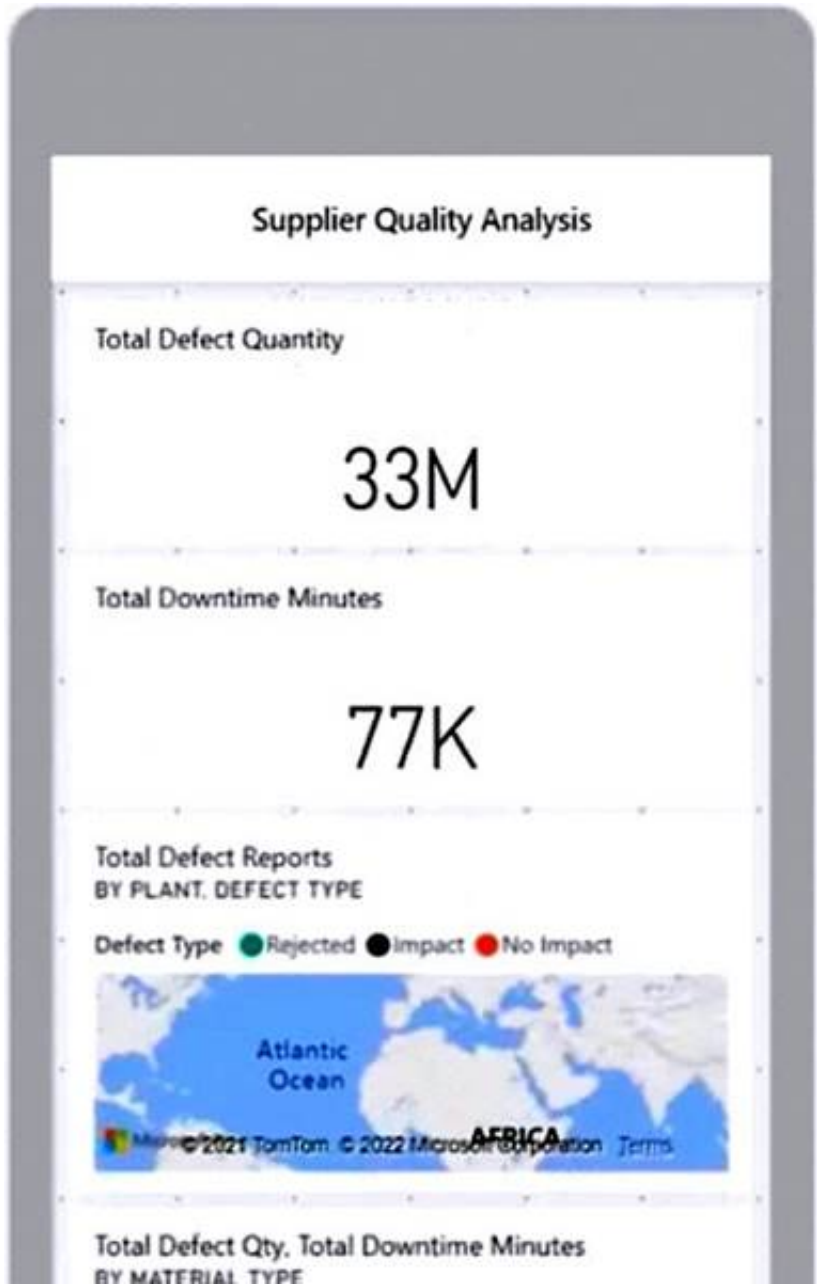 Supplier Quality Analysis
Total Defect Quantity
33M
Total Downtime Minutes
77K
Total Defect Reports
BY PLANT, DEFECT TYPE
Defect Type Rejected Impact No Impact
Atlantic
Ocean
AFRICA
© 2021 TomTom © 2022 Microsoft Corporation Terms
Total Defect Qty, Total Downtime Minutes
BY MATERIAL TYPE